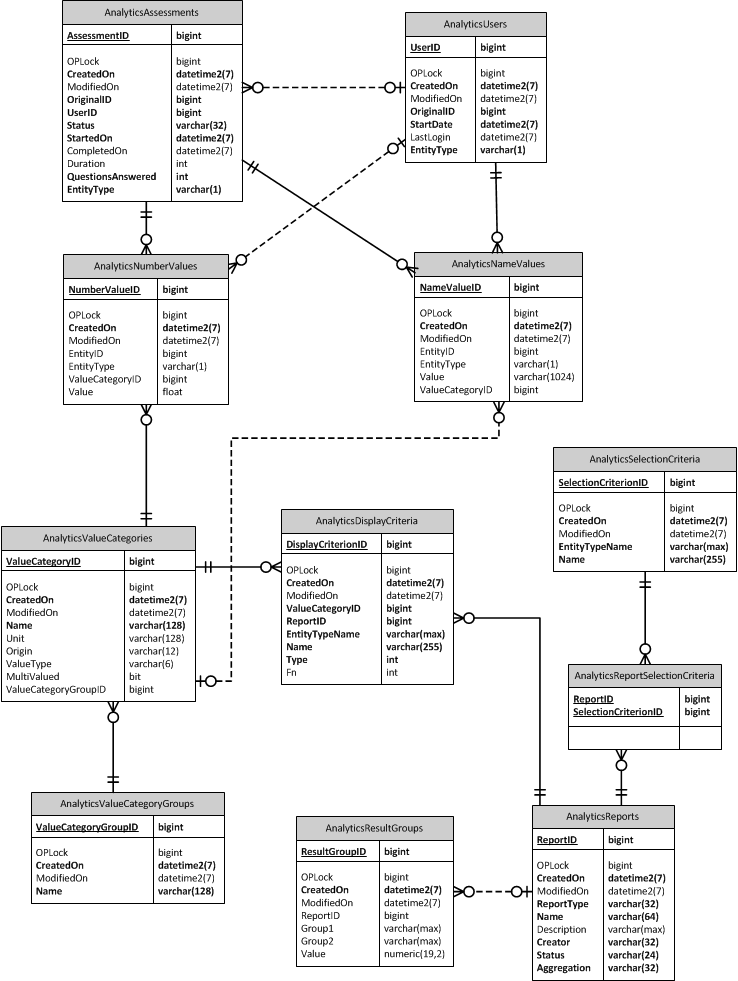 AnalyticsAssessments
AssessmentID bigint
OPLock bigint
CreatedOn datetime2(7)
ModifiedOn datetime2(7)
OriginalID bigint
UserID bigint
Status varchar(32)
StartedOn datetime2(7)
CompletedOn datetime2(7)
Duration int
QuestionsAnswered int
EntityType varchar(1)
AnalyticsUsers
UserID bigint
OPLock bigint
CreatedOn datetime2(7)
ModifiedOn datetime2(7)
OriginalID bigint
StartDate datetime2(7)
LastLogin datetime2(7)
EntityType varchar(1)
AnalyticsNumberValues
NumberValueID bigint
OPLock bigint
CreatedOn datetime2(7)
ModifiedOn datetime2(7)
EntityID bigint
EntityType varchar(1)
ValueCategoryID bigint
Value float
AnalyticsNameValues
NameValueID bigint
OPLock bigint
CreatedOn datetime2(7)
ModifiedOn datetime2(7)
EntityID bigint
EntityType varchar(1)
Value varchar(1024)
ValueCategoryID bigint
AnalyticsSelectionCriteria
SelectionCriterionID bigint
OPLock bigint
CreatedOn datetime2(7)
ModifiedOn datetime2(7)
EntityTypeName varchar(max)
Name varchar(255)
AnalyticsValueCategories
ValueCategoryID bigint
OPLock bigint
CreatedOn datetime2(7)
ModifiedOn datetime2(7)
Name varchar(128)
Unit varchar(128)
Origin varchar(12)
ValueType varchar(6)
MultiValued bit
ValueCategoryGroupID bigint
AnalyticsDisplayCriteria
DisplayCriterionID bigint
OPLock bigint
CreatedOn datetime2(7)
ModifiedOn datetime2(7)
ValueCategoryID bigint
ReportID bigint
EntityTypeName varchar(max)
Name varchar(255)
Type int
Fn int
AnalyticsReportSelectionCriteria
ReportID bigint
SelectionCriterionID bigint
AnalyticsValueCategoryGroups
ValueCategoryGroupID bigint
OPLock bigint
CreatedOn datetime2(7)
ModifiedOn datetime2(7)
Name varchar(128)
AnalyticsResultGroups
ResultGroupID bigint
OPLock bigint
CreatedOn datetime2(7)
ModifiedOn datetime2(7)
ReportID bigint
Group1 varchar(max)
Group2 varchar(max)
Value numeric(19,2)
AnalyticsReports
ReportID bigint
OPLock bigint
CreatedOn datetime2(7)
ModifiedOn datetime2(7)
ReportType varchar(32)
Name varchar(64)
Description varchar(max)
Creator varchar(32)
Status varchar(24)
Aggregation varchar(32)